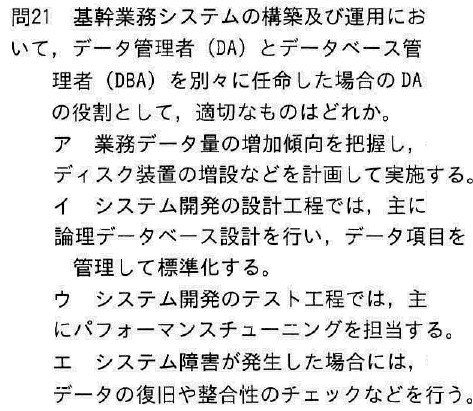 問21 基幹業務システムの構築及び運用にお
いて，データ管理者（DA）とデータベース管
理者（DBA）を別々に任命した場合のDA
の役割として，適切なものはどれか。
ア 業務データ量の増加傾向を把握し，
ディスク装置の増設などを計画して実施する。
イ システム開発の設計工程では，主に
論理データベース設計を行い，データ項目を
管理して標準化する。
ウ システム開発のテスト工程では，主
にパフォーマンスチューニングを担当する。
エ システム障害が発生した場合には，
データの復旧や整合性のチェックなどを行う。